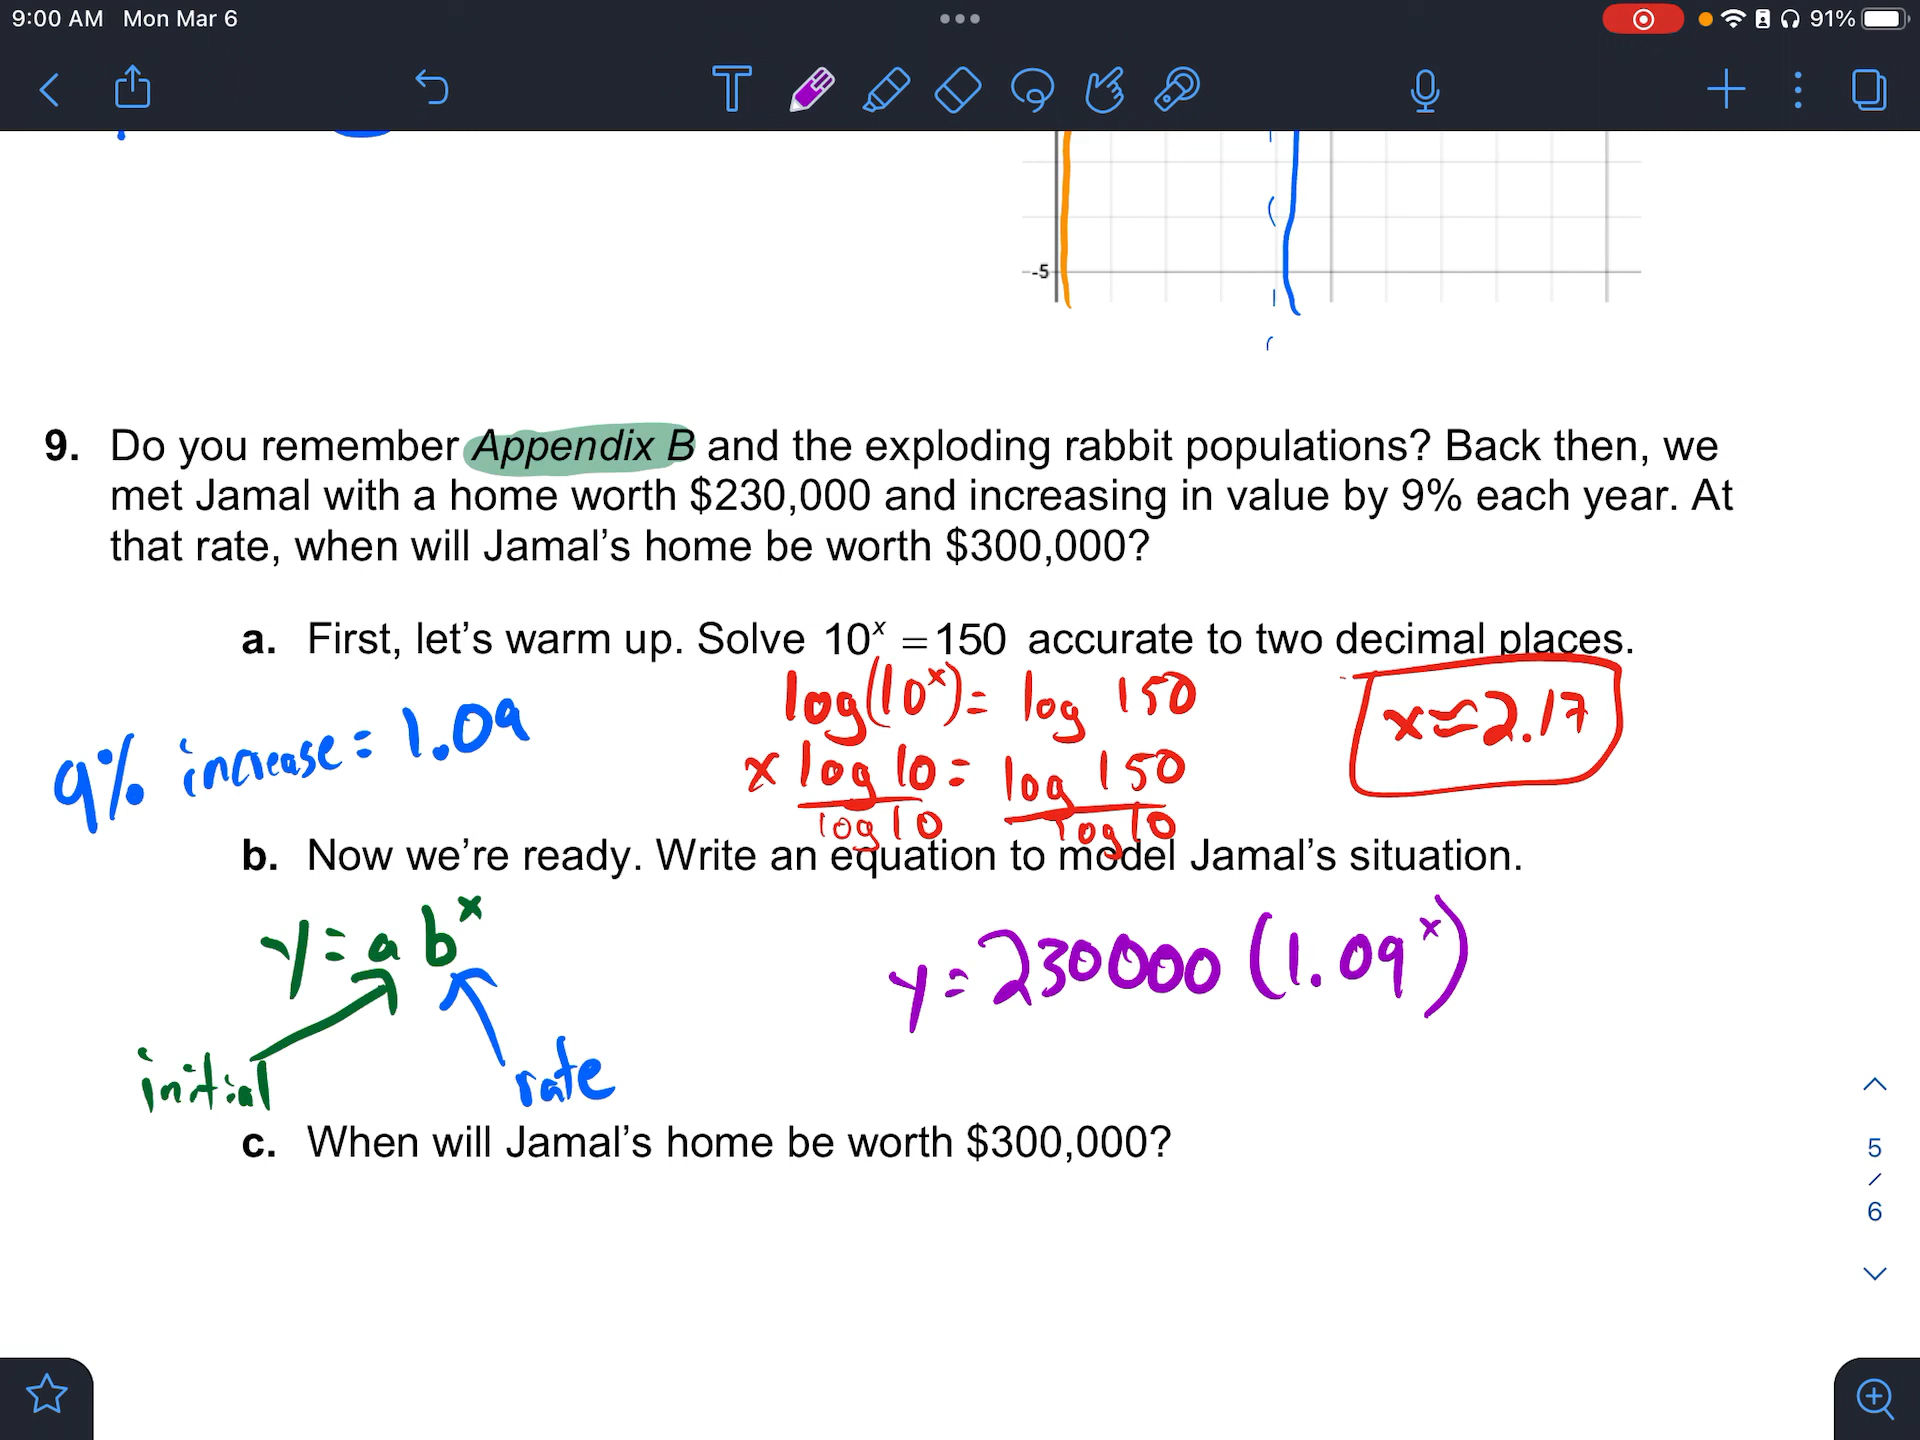 9:00 AM Mon Mar 6
91%
T
-5
9. Do you remember Appendix B and the exploding rabbit populations? Back then, we
met Jamal with a home worth $230,000 and increasing in value by 9% each year. At
that rate, when will Jamal's home be worth $300,000?
a. First, let's warm up. Solve 10ˣ = 150 accurate to two decimal places.
log(10ˣ) = log 150
x ≈ 2.17
9% increase = 1.09
x log 10 = log 150
log 10 log 10
b. Now we're ready. Write an equation to model Jamal's situation.
y = a bˣ
y = 230000 (1.09ˣ)
initial
rate
c. When will Jamal's home be worth $300,000?
5
/
6